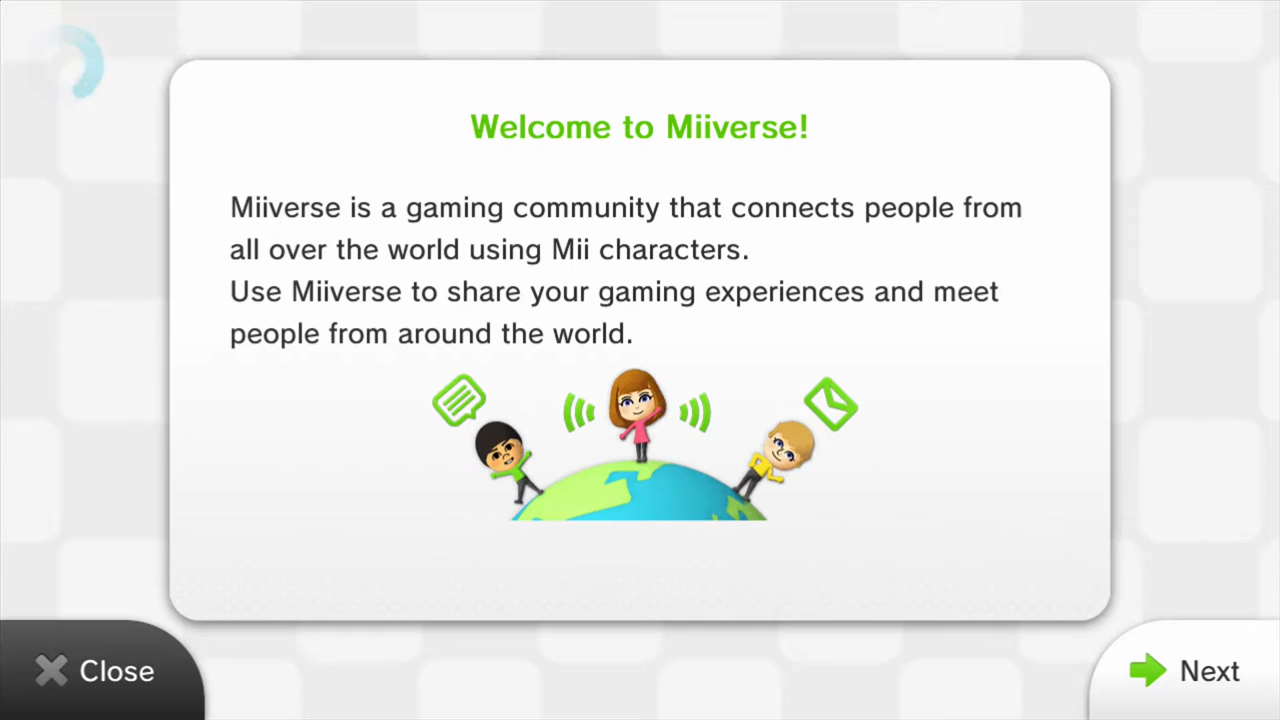 Welcome to Miiverse!
Miiverse is a gaming community that connects people from
all over the world using Mii characters.
Use Miiverse to share your gaming experiences and meet
people from around the world.
Close
Next